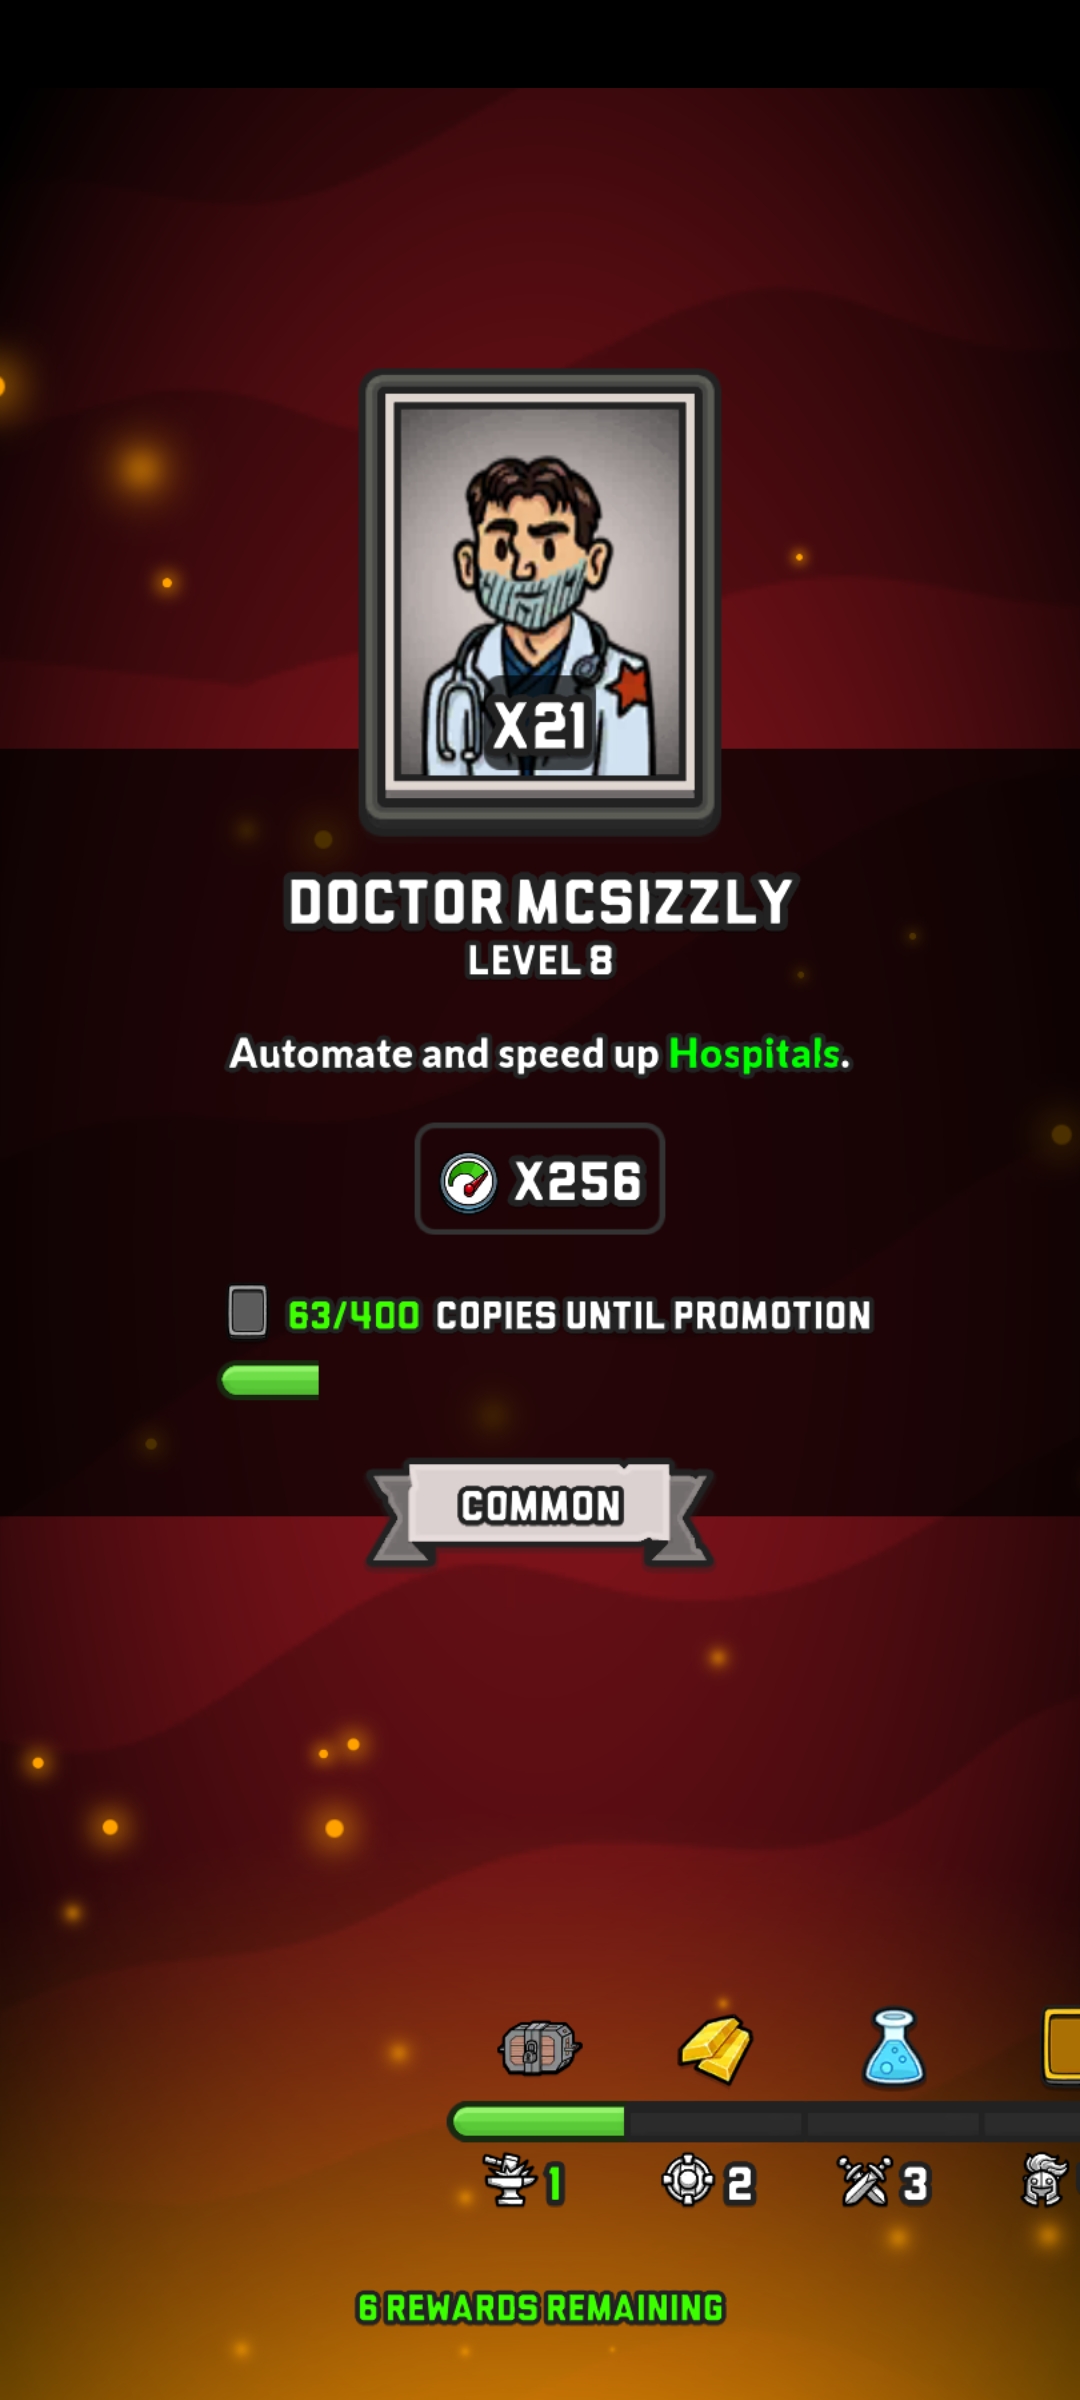 X21
DOCTOR MCSIZZLY
LEVEL 8
Automate and speed up Hospitals.
X256
63/400 COPIES UNTIL PROMOTION
COMMON
1 2 3
6 REWARDS REMAINING